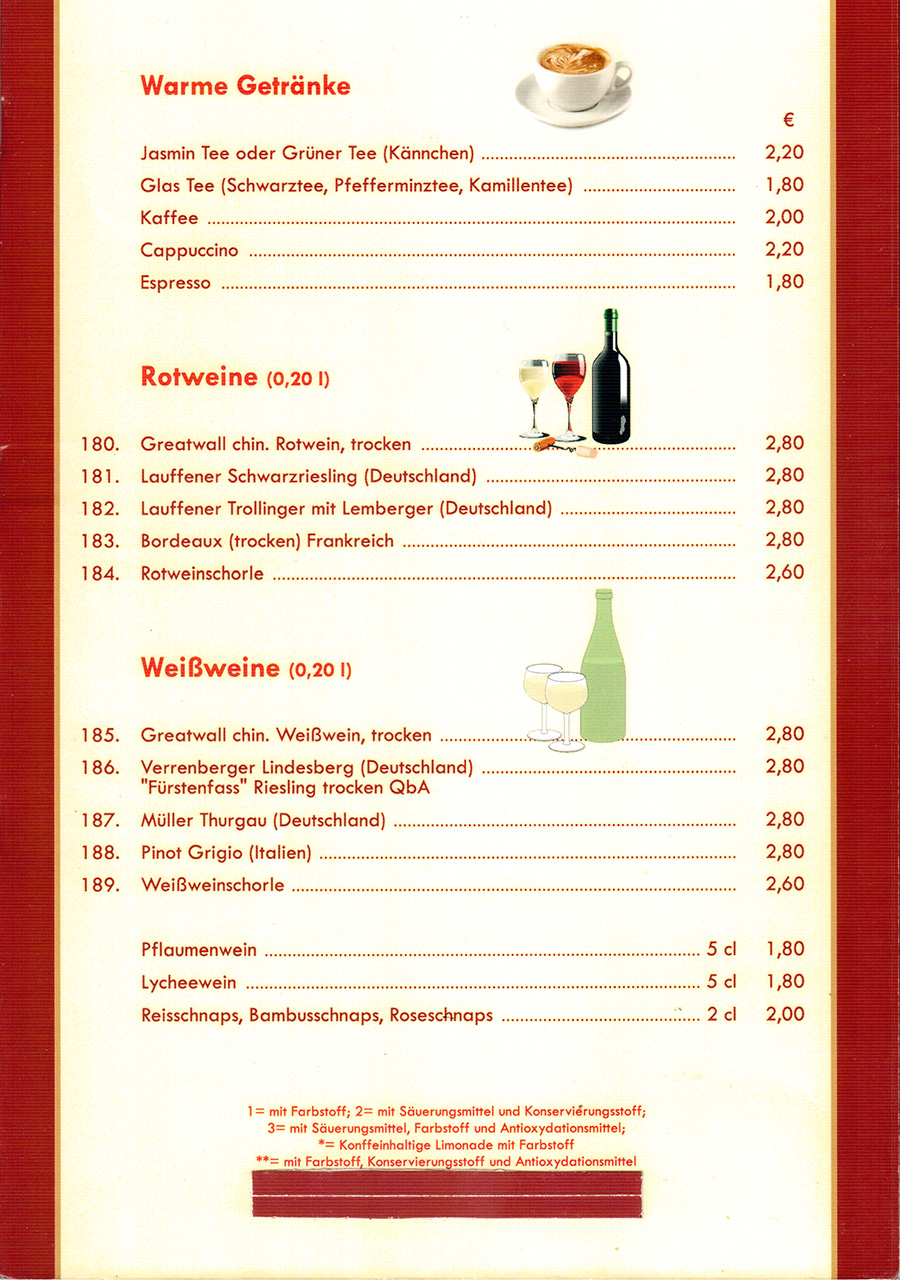 Warme Getränke
€
Jasmin Tee oder Grüner Tee (Kännchen) 2,20
Glas Tee (Schwarztee, Pfefferminztee, Kamillentee) 1,80
Kaffee 2,00
Cappuccino 2,20
Espresso 1,80
Rotweine (0,20 l)
180. Greatwall chin. Rotwein, trocken 2,80
181. Lauffener Schwarzriesling (Deutschland) 2,80
182. Lauffener Trollinger mit Lemberger (Deutschland) 2,80
183. Bordeaux (trocken) Frankreich 2,80
184. Rotweinschorle 2,60
Weißweine (0,20 l)
185. Greatwall chin. Weißwein, trocken 2,80
186. Verrenberger Lindesberg (Deutschland) 2,80
"Fürstenfass" Riesling trocken QbA
187. Müller Thurgau (Deutschland) 2,80
188. Pinot Grigio (Italien) 2,80
189. Weißweinschorle 2,60
Pflaumenwein 5 cl 1,80
Lycheewein 5 cl 1,80
Reisschnaps, Bambusschnaps, Roseschnaps 2 cl 2,00
1= mit Farbstoff; 2= mit Säuerungsmittel und Konservierungsstoff;
3= mit Säuerungsmittel, Farbstoff und Antioxydationsmittel;
*= Konffeinhaltige Limonade mit Farbstoff
**= mit Farbstoff, Konservierungsstoff und Antioxydationsmittel